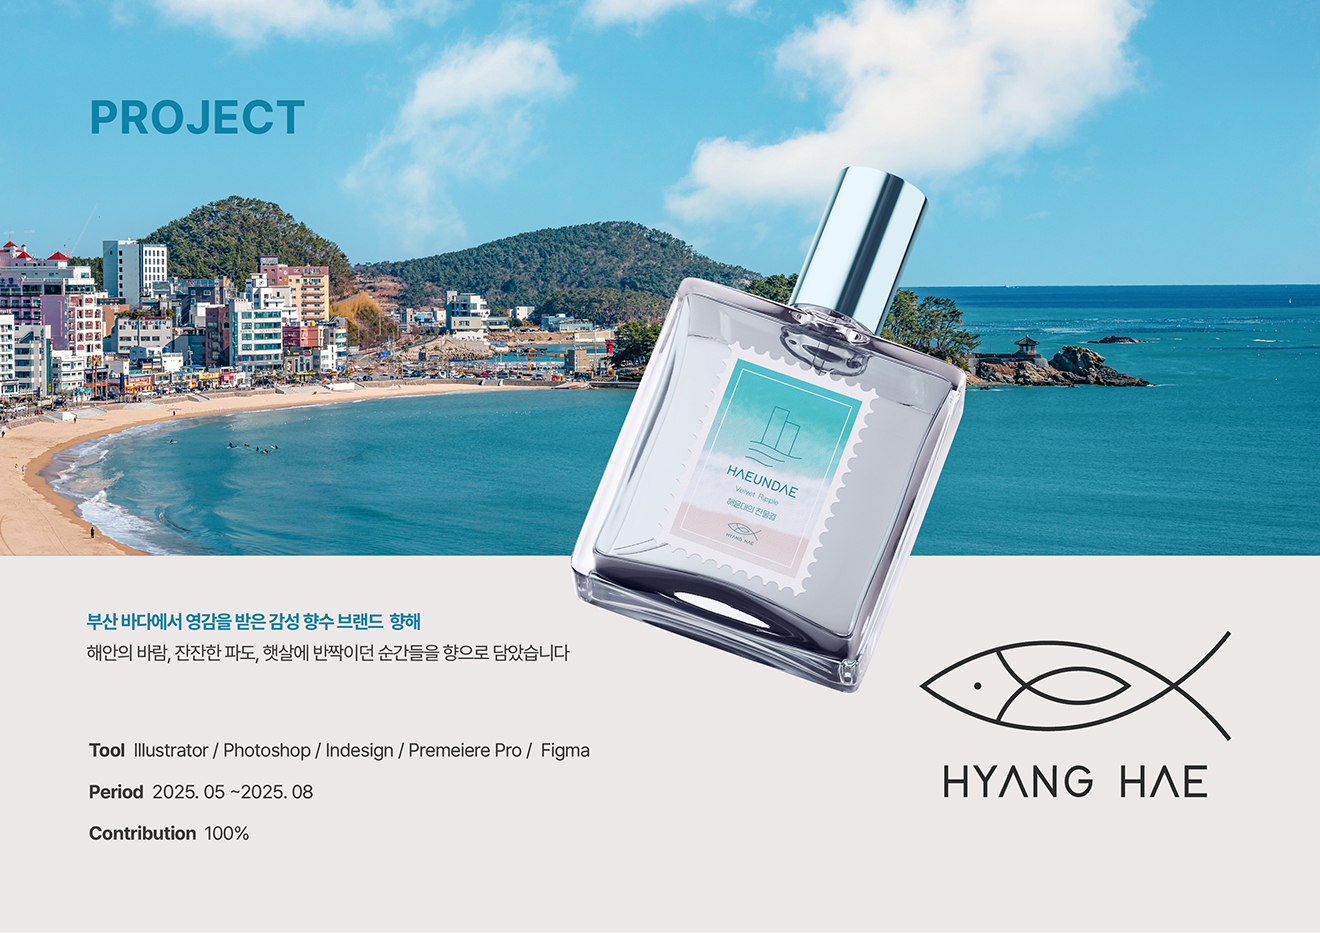 PROJECT
HAEUNDAE
Velvet Ripple
해운대의 잔물결
HYANG HAE
부산 바다에서 영감을 받은 감성 향수 브랜드 향해
해안의 바람, 잔잔한 파도, 햇살에 반짝이던 순간들을 향으로 담았습니다
Tool Illustrator / Photoshop / Indesign / Premeiere Pro / Figma
Period 2025. 05 ~2025. 08
Contribution 100%
HYANG HAE